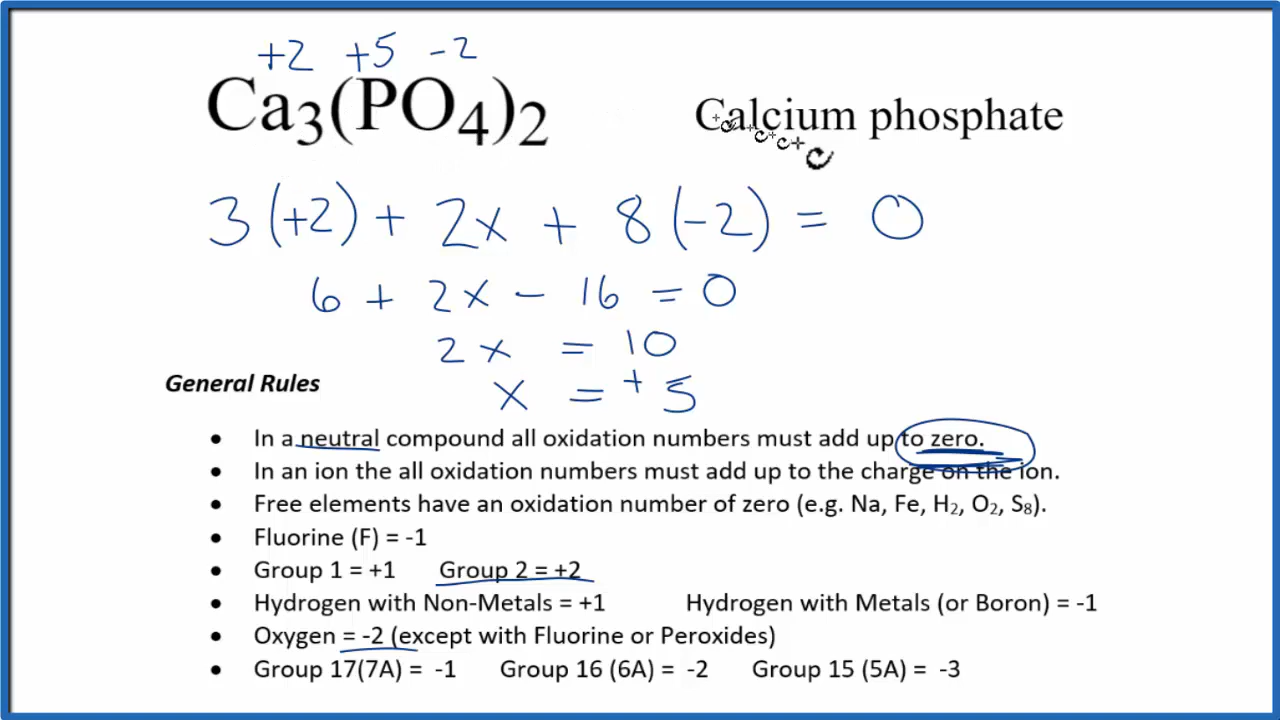 +2 +5 -2
Ca₃(PO₄)₂ Calcium phosphate
3(+2) + 2x + 8(-2) = 0
6 + 2x - 16 = 0
2x = 10
x = +5
General Rules
• In a neutral compound all oxidation numbers must add up to zero.
• In an ion the all oxidation numbers must add up to the charge on the ion.
• Free elements have an oxidation number of zero (e.g. Na, Fe, H₂, O₂, S₈).
• Fluorine (F) = -1
• Group 1 = +1 Group 2 = +2
• Hydrogen with Non-Metals = +1 Hydrogen with Metals (or Boron) = -1
• Oxygen = -2 (except with Fluorine or Peroxides)
• Group 17(7A) = -1 Group 16 (6A) = -2 Group 15 (5A) = -3